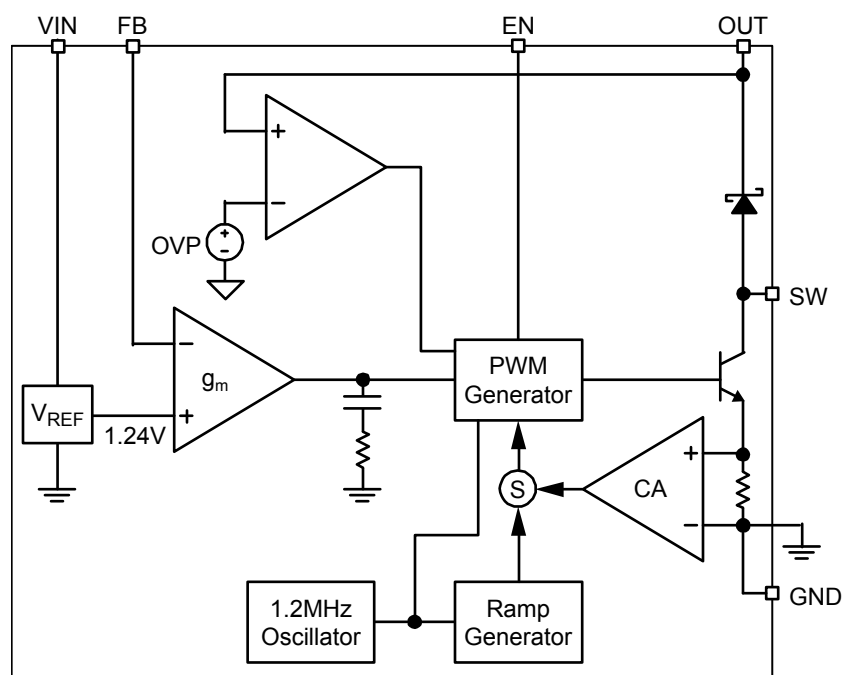 VIN FB EN OUT
+
−
OVP
+
−
SW
−
gm
PWM
Generator
VREF
+
1.24V
+
CA
S
−
1.2MHz
Oscillator
Ramp
Generator
GND